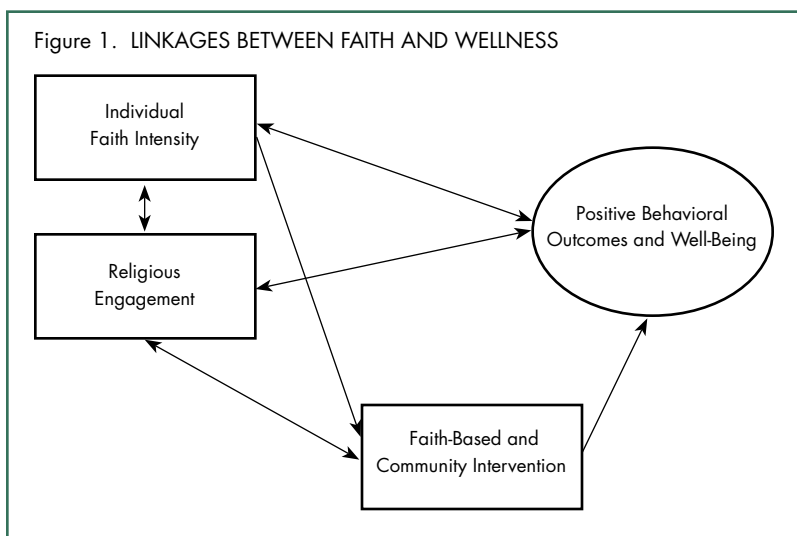 Figure 1. LINKAGES BETWEEN FAITH AND WELLNESS
Individual
Faith Intensity
Religious
Engagement
Positive Behavioral
Outcomes and Well-Being
Faith-Based and
Community Intervention